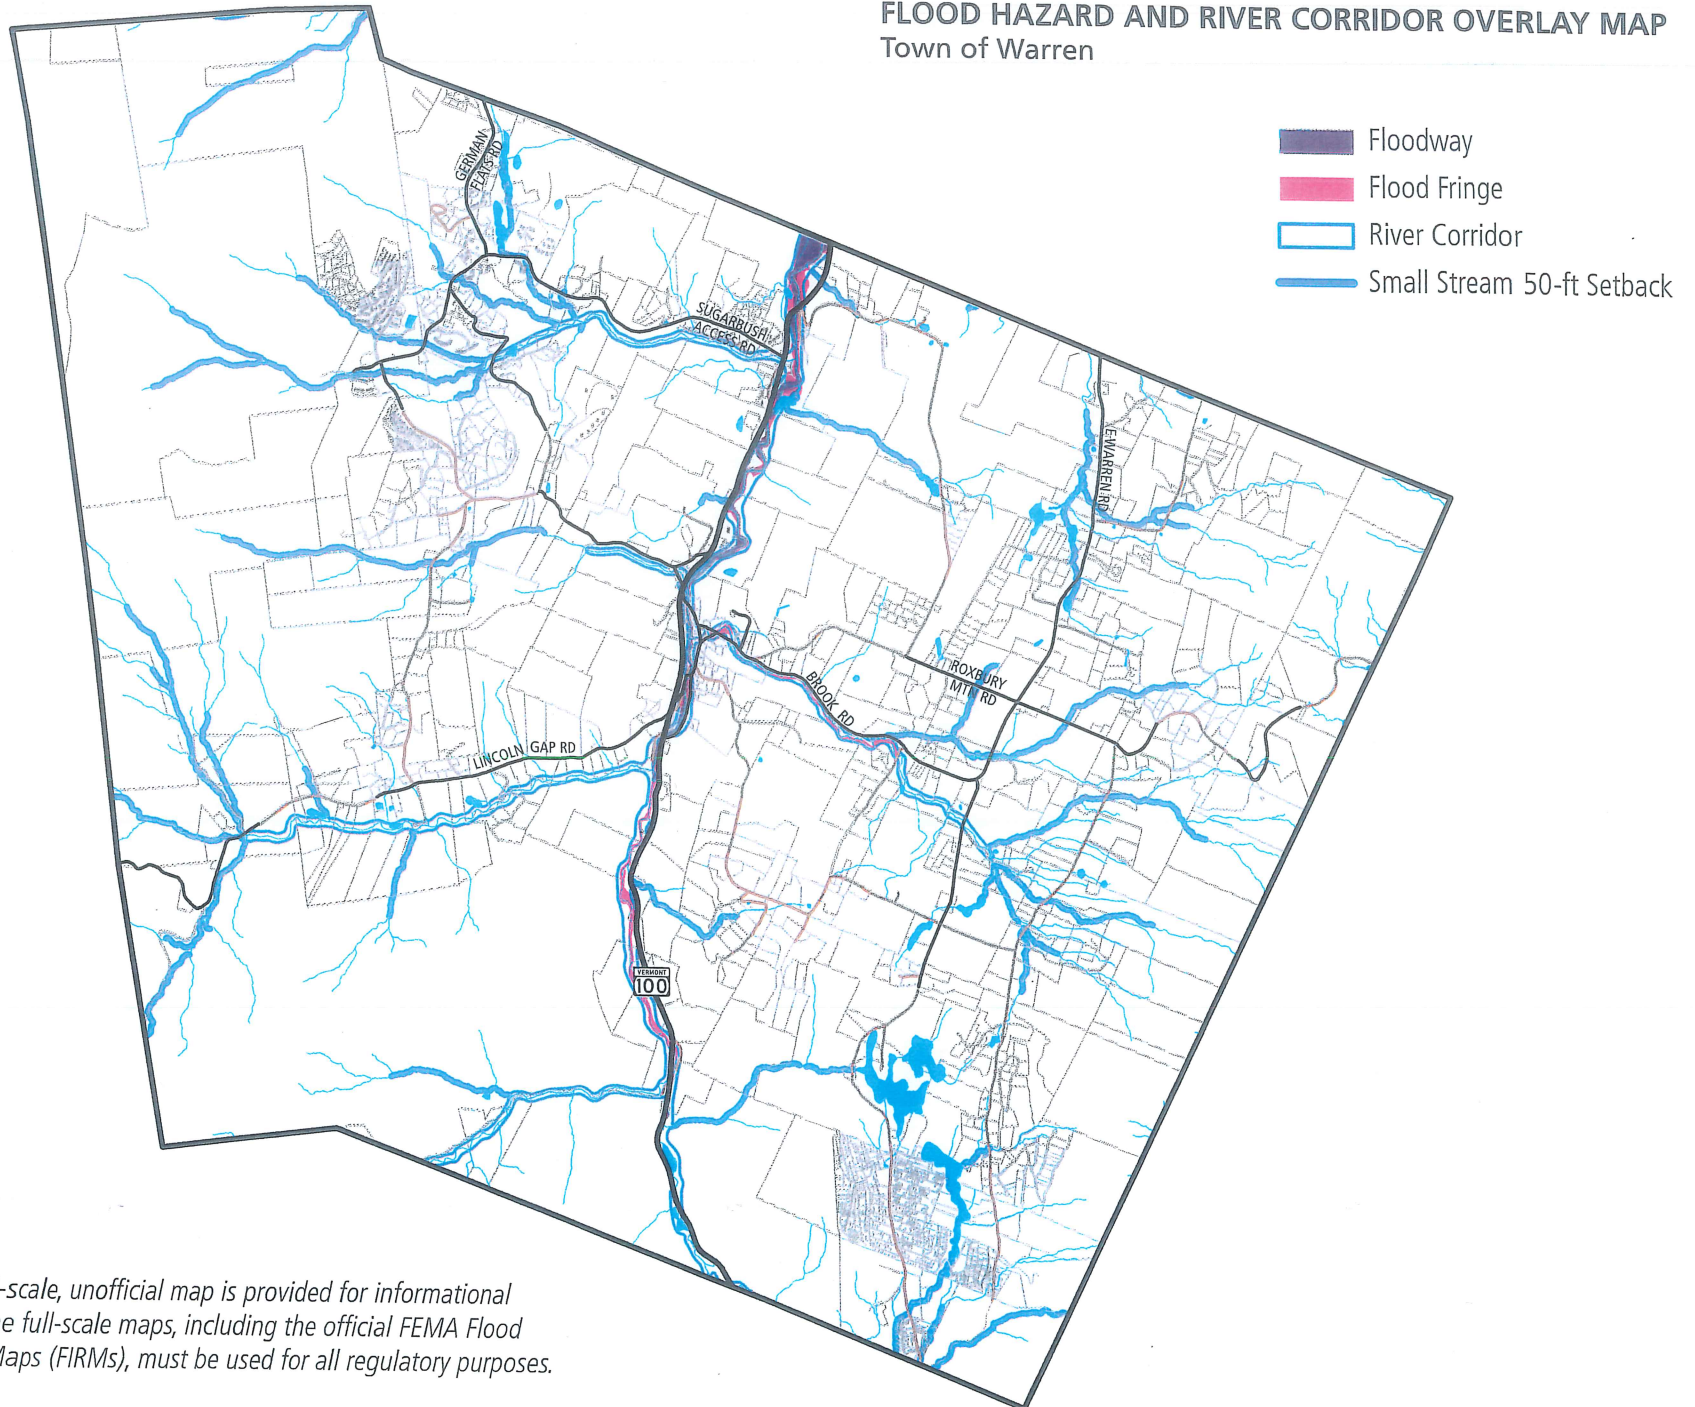 FLOOD HAZARD AND RIVER CORRIDOR OVERLAY MAP
Town of Warren
Floodway
Flood Fringe
River Corridor
Small Stream 50-ft Setback
GERMAN
FLATS RD
SUGARBUSH
ACCESS RD
E WARREN RD
ROXBURY
MTN RD
BROOK RD
LINCOLN GAP RD
VERMONT
100
-scale, unofficial map is provided for informational
e full-scale maps, including the official FEMA Flood
Maps (FIRMs), must be used for all regulatory purposes.